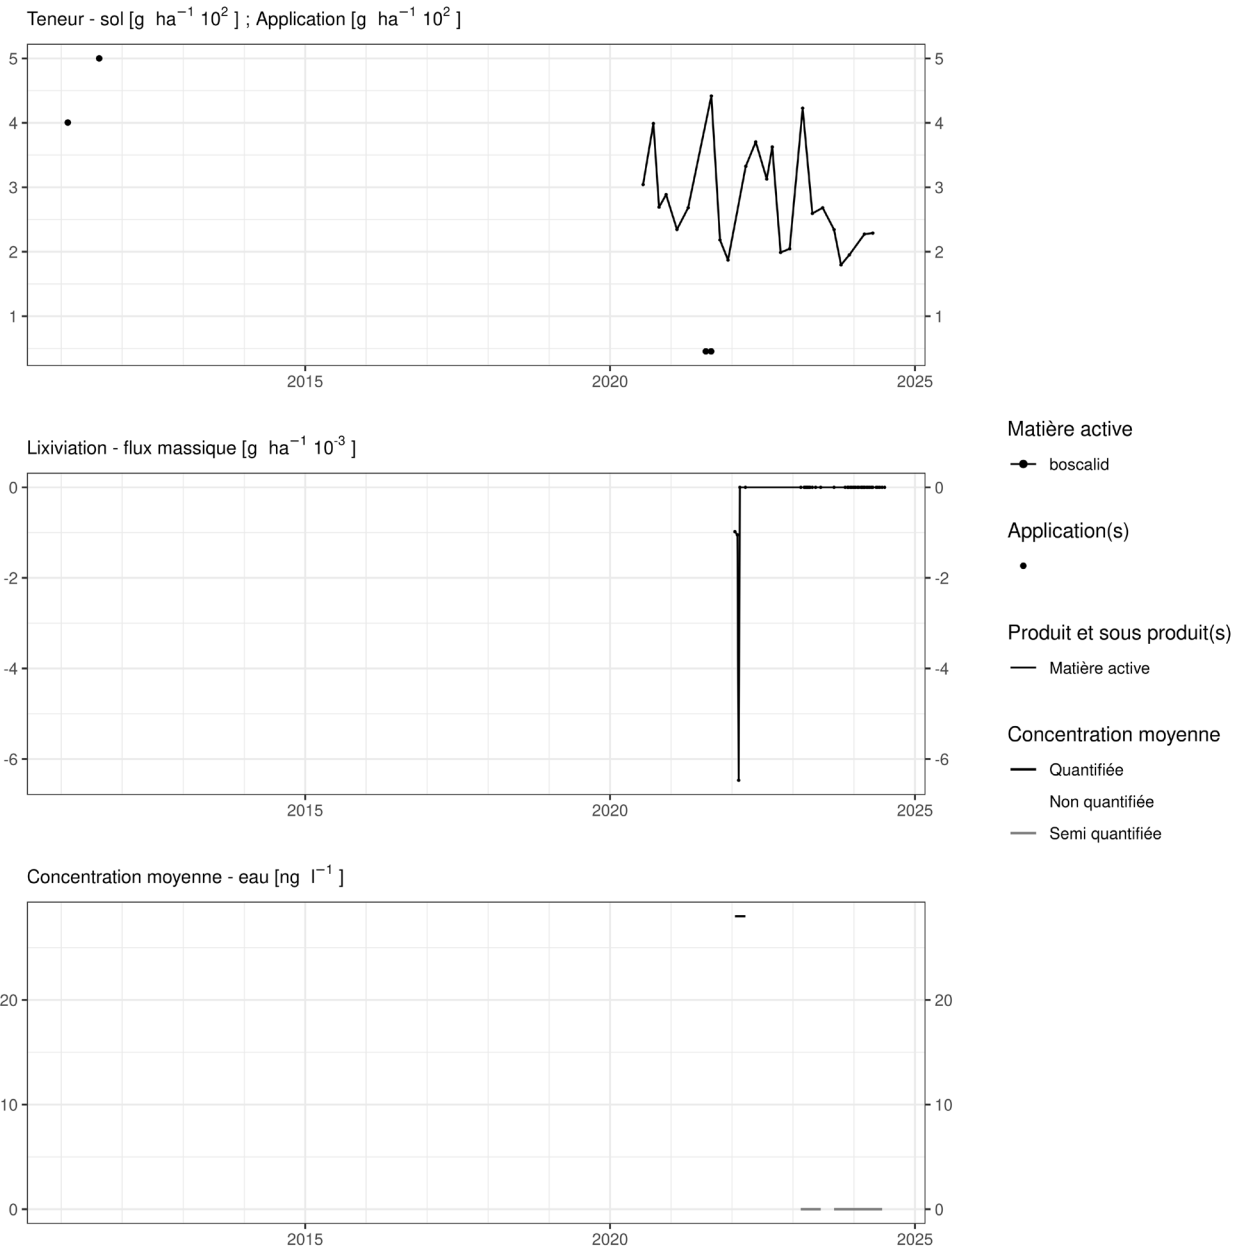 Teneur - sol [g ha−1 102 ] ; Application [g ha−1 102 ]
5 5
4 4
3 3
2 2
1 1
2015 2020 2025
Lixiviation - flux massique [g ha−1 10-3 ]
0 0
-2 -2
-4 -4
-6 -6
2015 2020 2025
Concentration moyenne - eau [ng l−1 ]
20 20
10 10
0 0
2015 2020 2025
Matière active
boscalid
Application(s)
Produit et sous produit(s)
Matière active
Concentration moyenne
Quantifiée
Non quantifiée
Semi quantifiée